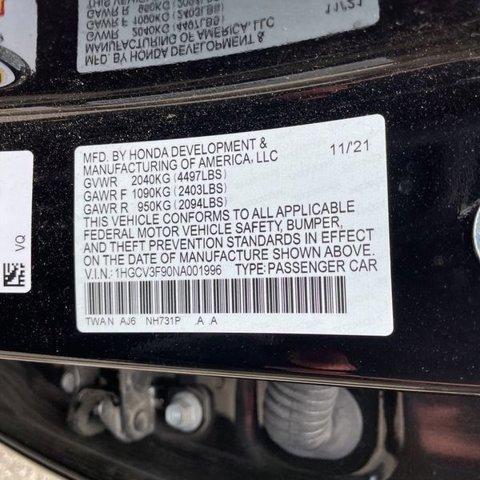 MFD. BY HONDA DEVELOPMENT &
MANUFACTURING OF AMERICA, LLC 11/21
GVWR 2040KG (4497LBS)
GAWR F 1090KG (2403LBS)
GAWR R 950KG (2094LBS)
THIS VEHICLE CONFORMS TO ALL APPLICABLE
FEDERAL MOTOR VEHICLE SAFETY, BUMPER,
AND THEFT PREVENTION STANDARDS IN EFFECT
ON THE DATE OF MANUFACTURE SHOWN ABOVE.
V.I.N.: 1HGCV3F90NA001996 TYPE: PASSENGER CAR
TWA N AJ6 NH731P .A .A
VQ